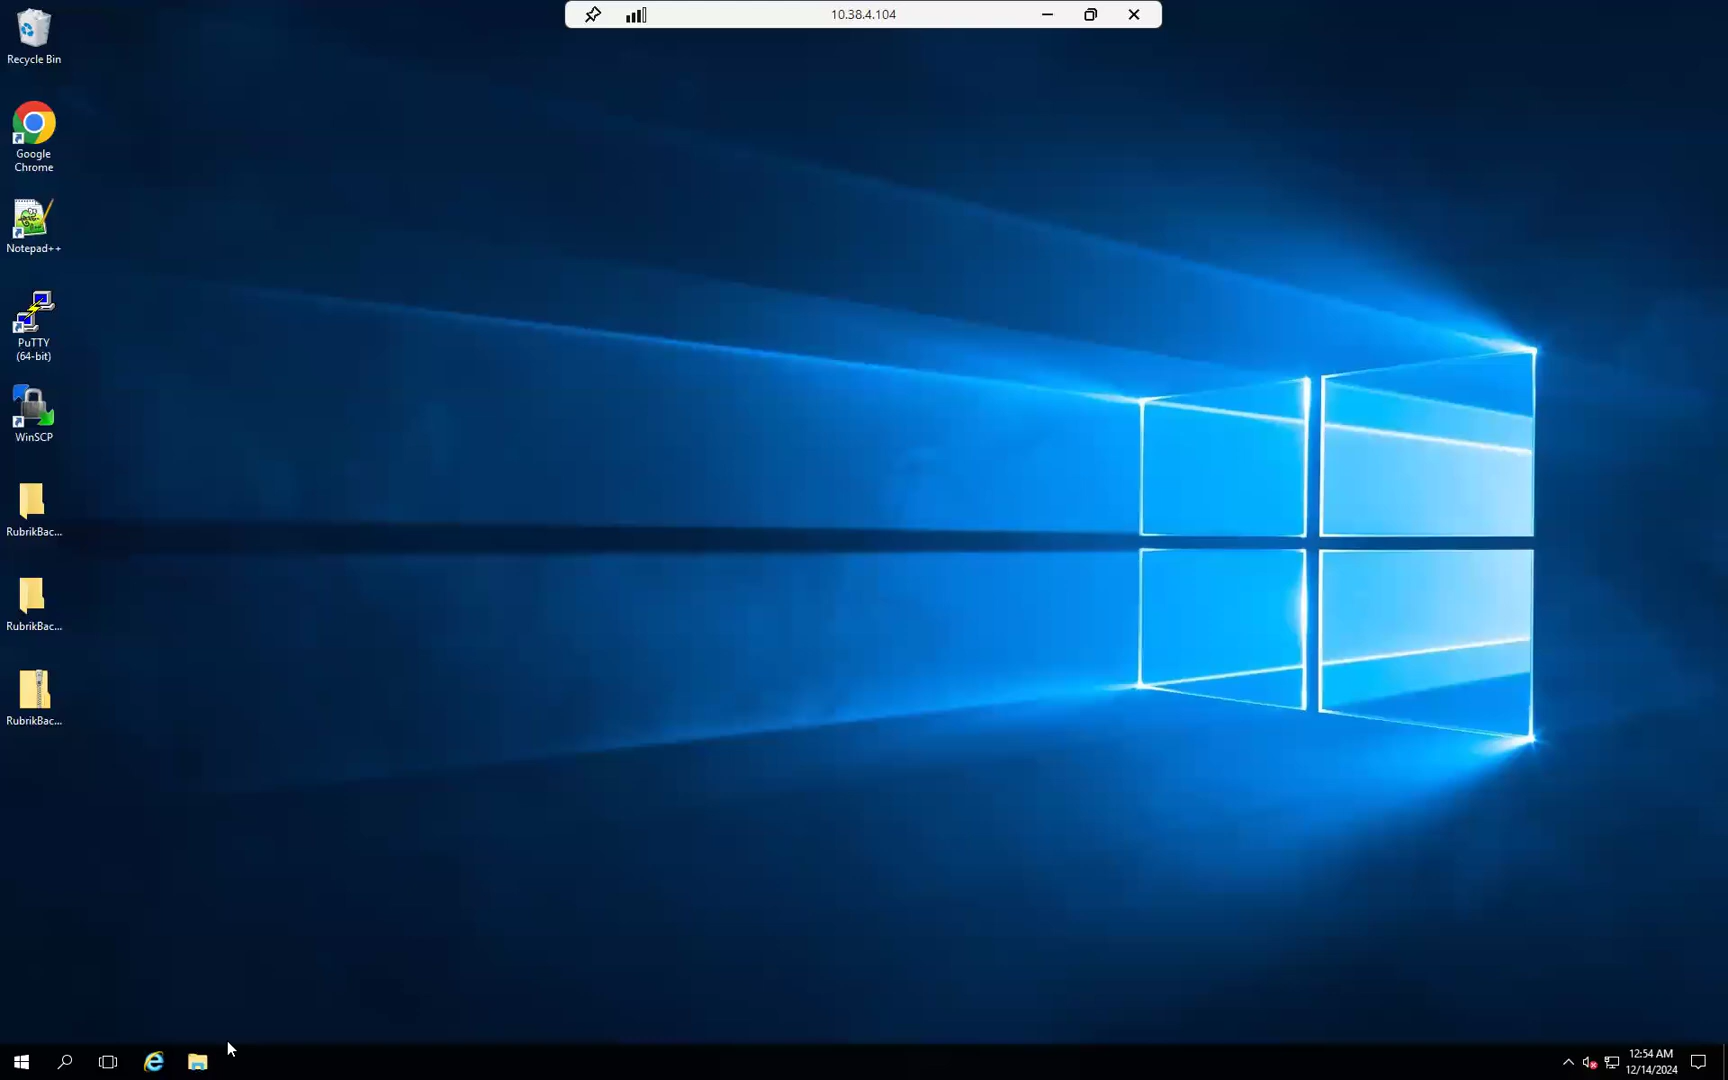 10.38.4.104
Recycle Bin
Google
Chrome
Notepad++
PuTTY
(64-bit)
WinSCP
RubrikBac...
RubrikBac...
RubrikBac...
12:54 AM
12/14/2024